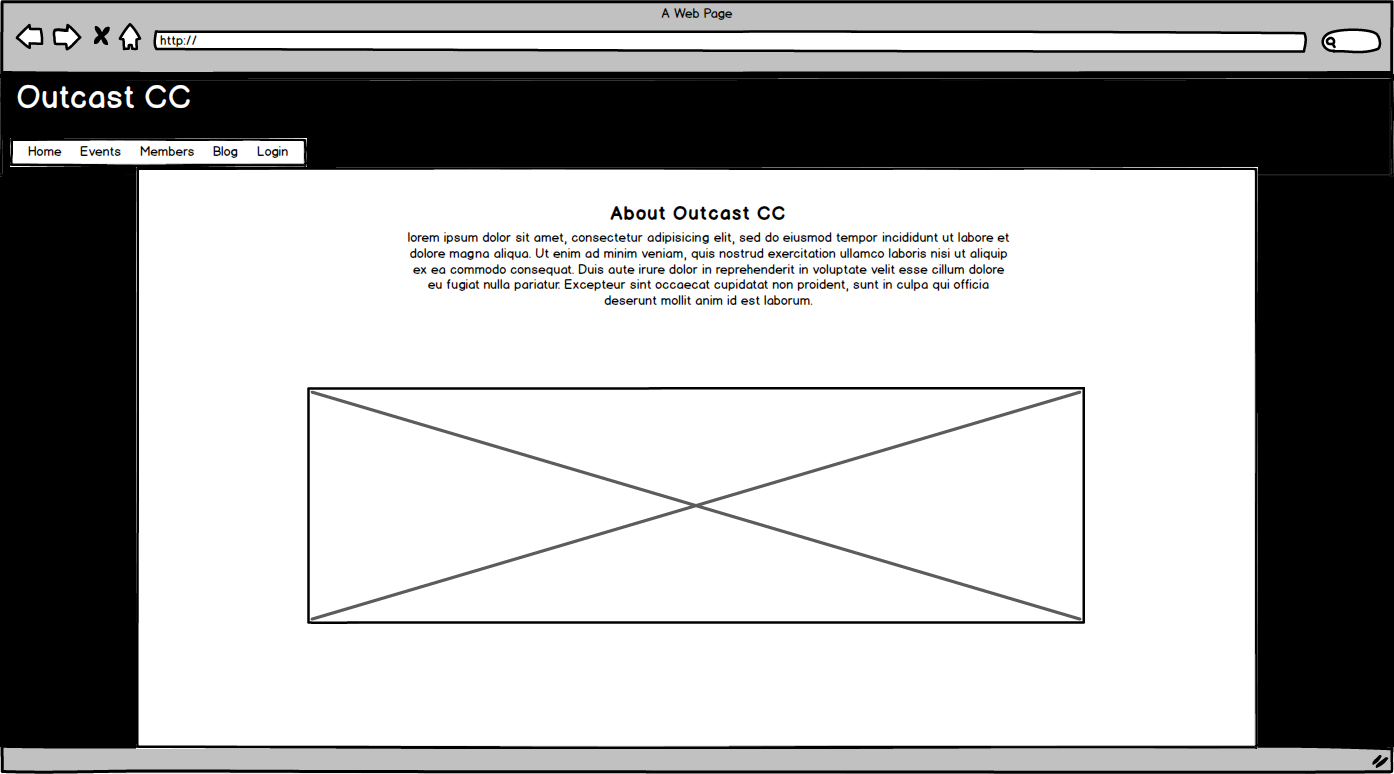 A Web Page
http://
Outcast CC
Home Events Members Blog Login
About Outcast CC
lorem ipsum dolor sit amet, consectetur adipisicing elit, sed do eiusmod tempor incididunt ut labore et
dolore magna aliqua. Ut enim ad minim veniam, quis nostrud exercitation ullamco laboris nisi ut aliquip
ex ea commodo consequat. Duis aute irure dolor in reprehenderit in voluptate velit esse cillum dolore
eu fugiat nulla pariatur. Excepteur sint occaecat cupidatat non proident, sunt in culpa qui officia
deserunt mollit anim id est laborum.